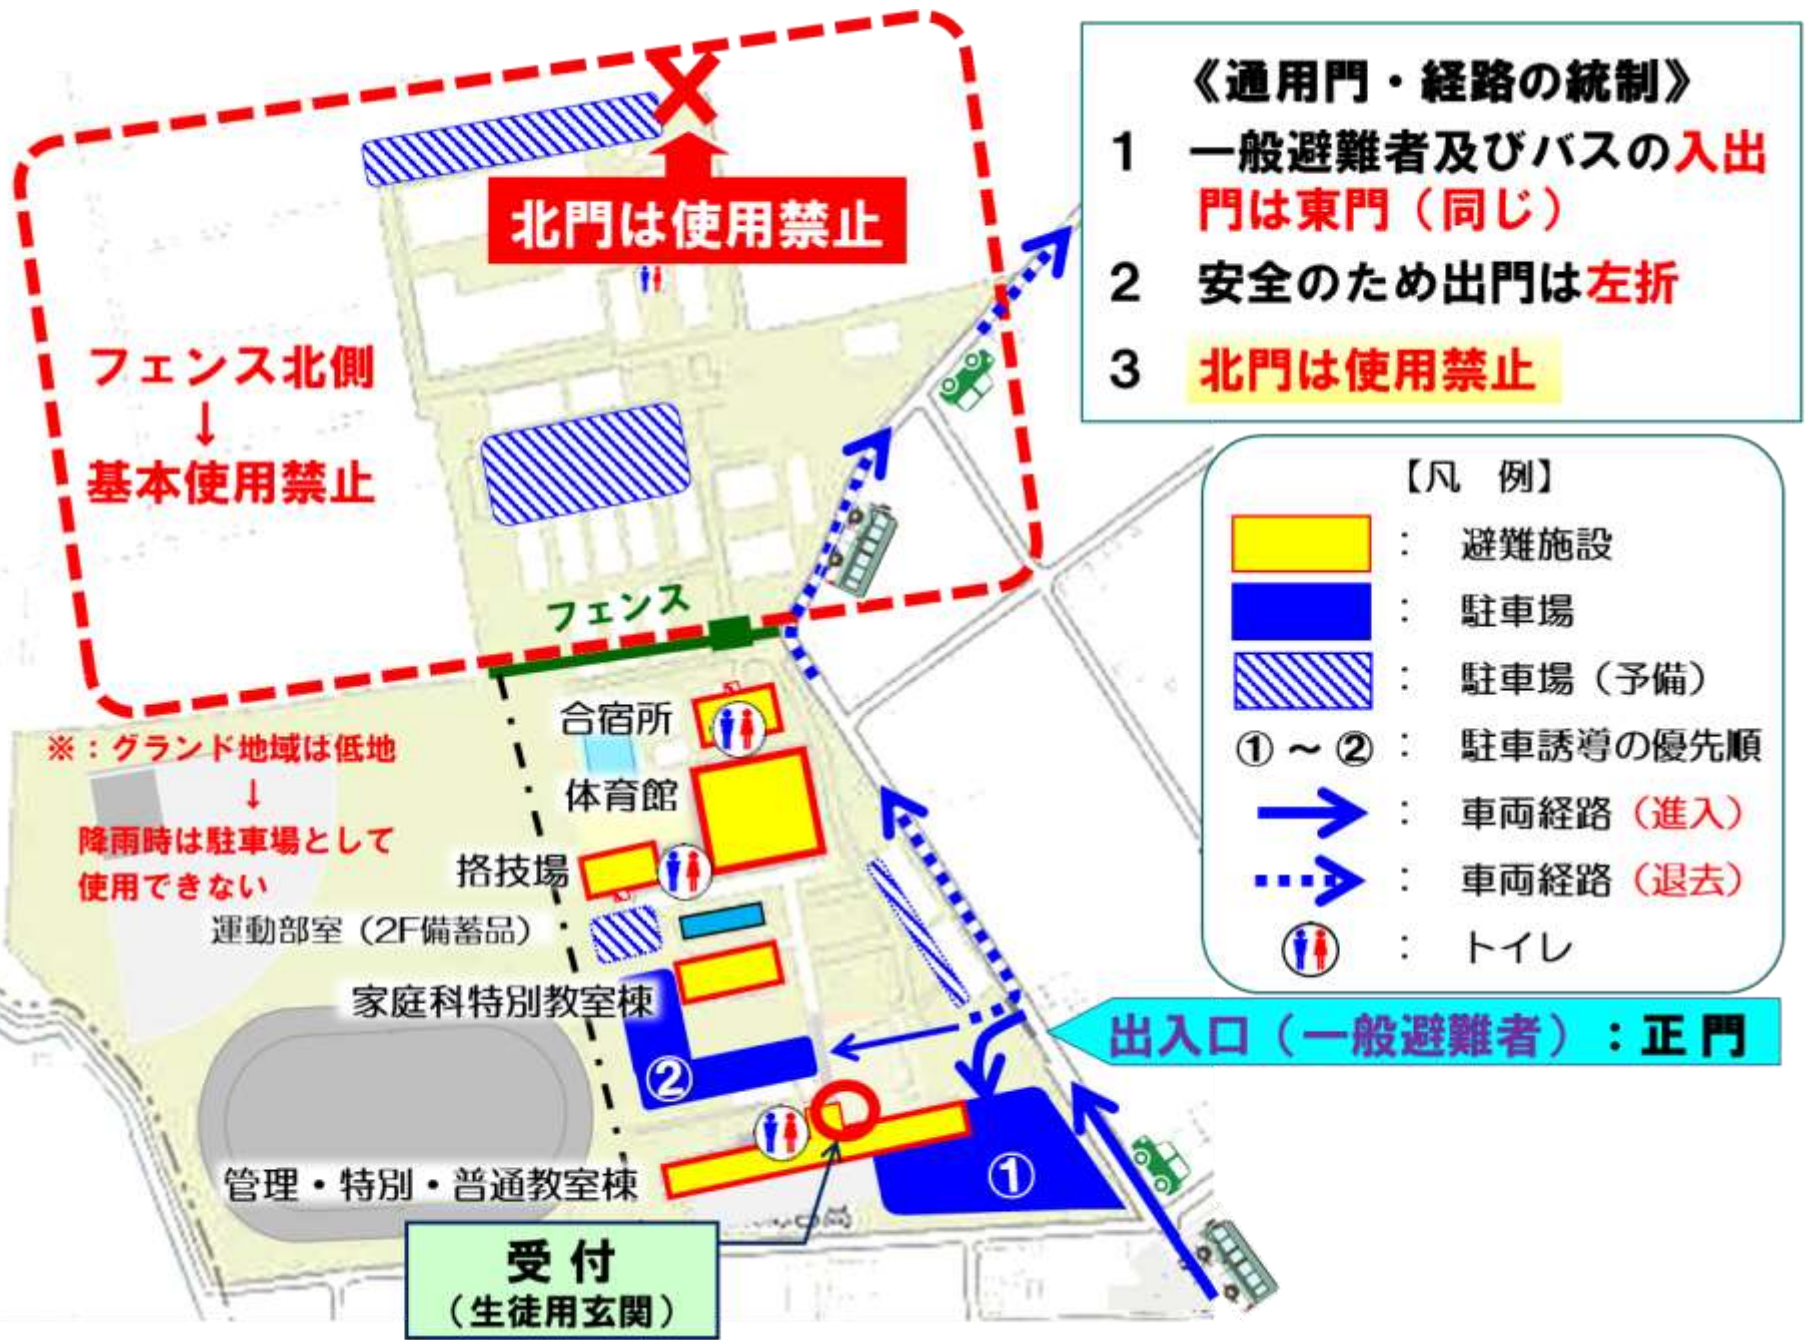 《通用門・経路の統制》
1 一般避難者及びバスの入出
門は東門（同じ）
2 安全のため出門は左折
3 北門は使用禁止
北門は使用禁止
フェンス北側
↓
基本使用禁止
【凡 例】
： 避難施設
： 駐車場
： 駐車場（予備）
①～②： 駐車誘導の優先順
： 車両経路（進入）
： 車両経路（退去）
： トイレ
フェンス
合宿所
※：グランド地域は低地
↓
降雨時は駐車場として
使用できない
体育館
挌技場
運動部室（2F備蓄品）
家庭科特別教室棟
出入口（一般避難者）：正門
②
①
管理・特別・普通教室棟
受付
（生徒用玄関）